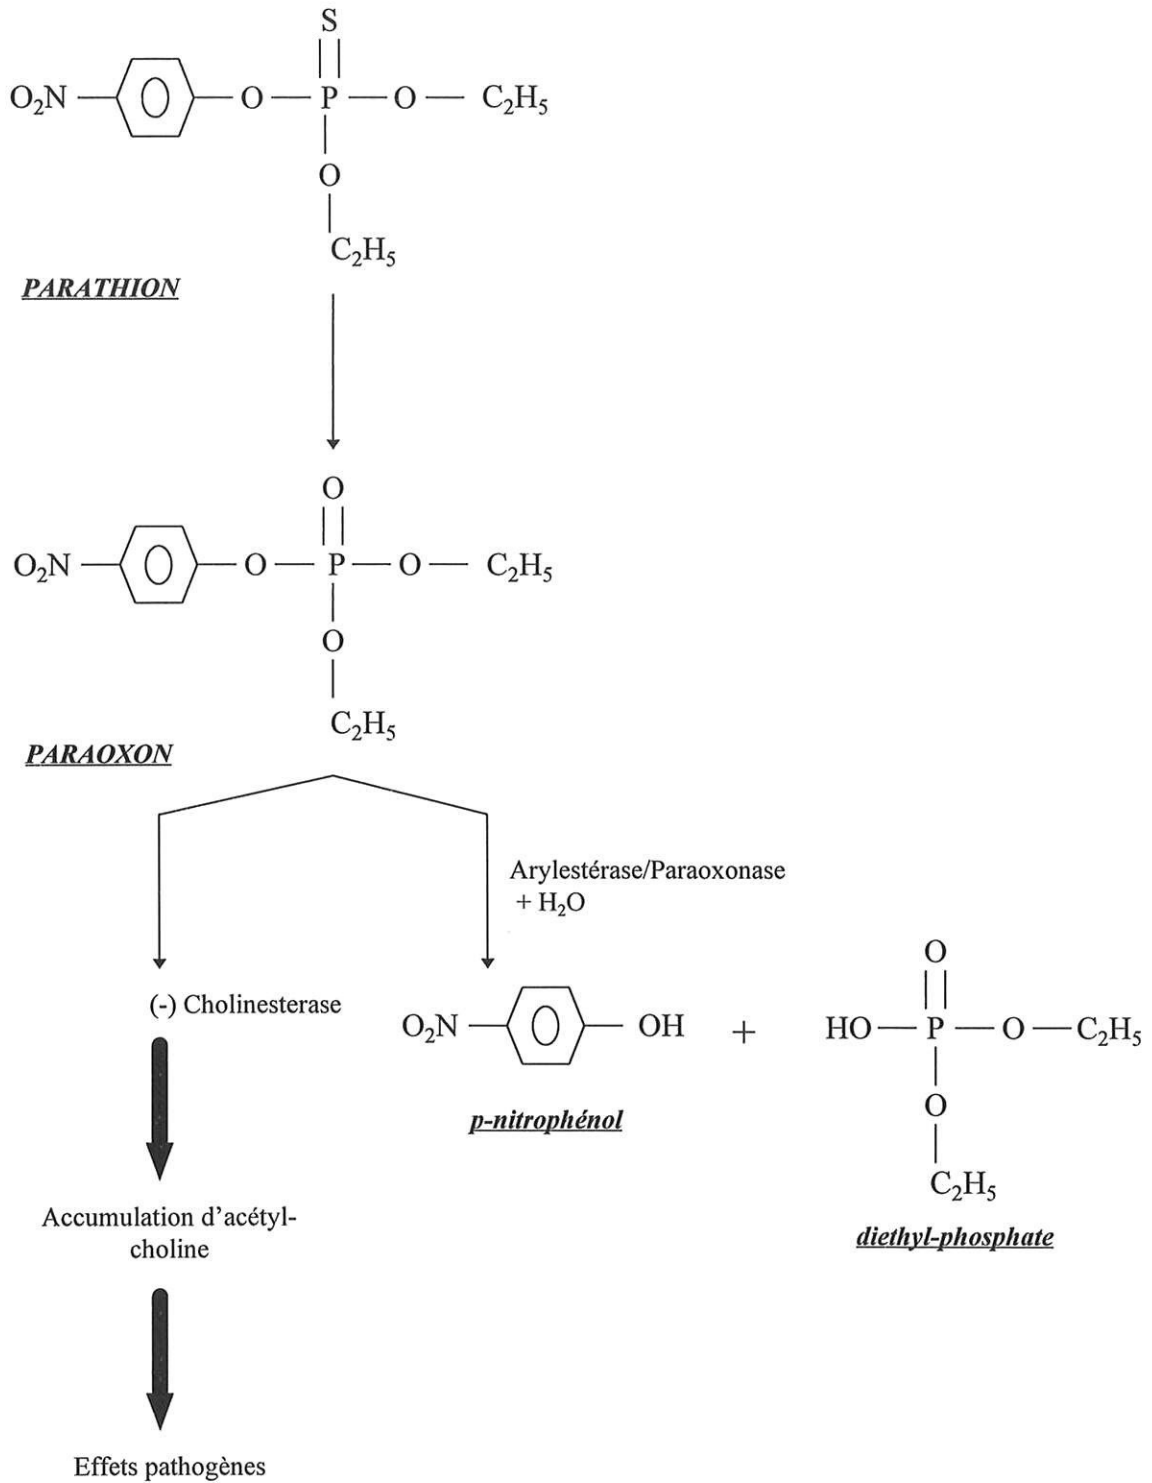 S
O₂N O P O C₂H₅
O
C₂H₅
PARATHION
O
O₂N O P O C₂H₅
O
C₂H₅
PARAOXON
Arylestérase/Paraoxonase
+ H₂O
(-) Cholinesterase
O₂N OH + HO P O C₂H₅
O
O
C₂H₅
p-nitrophénol
diethyl-phosphate
Accumulation d'acétyl-
choline
Effets pathogènes